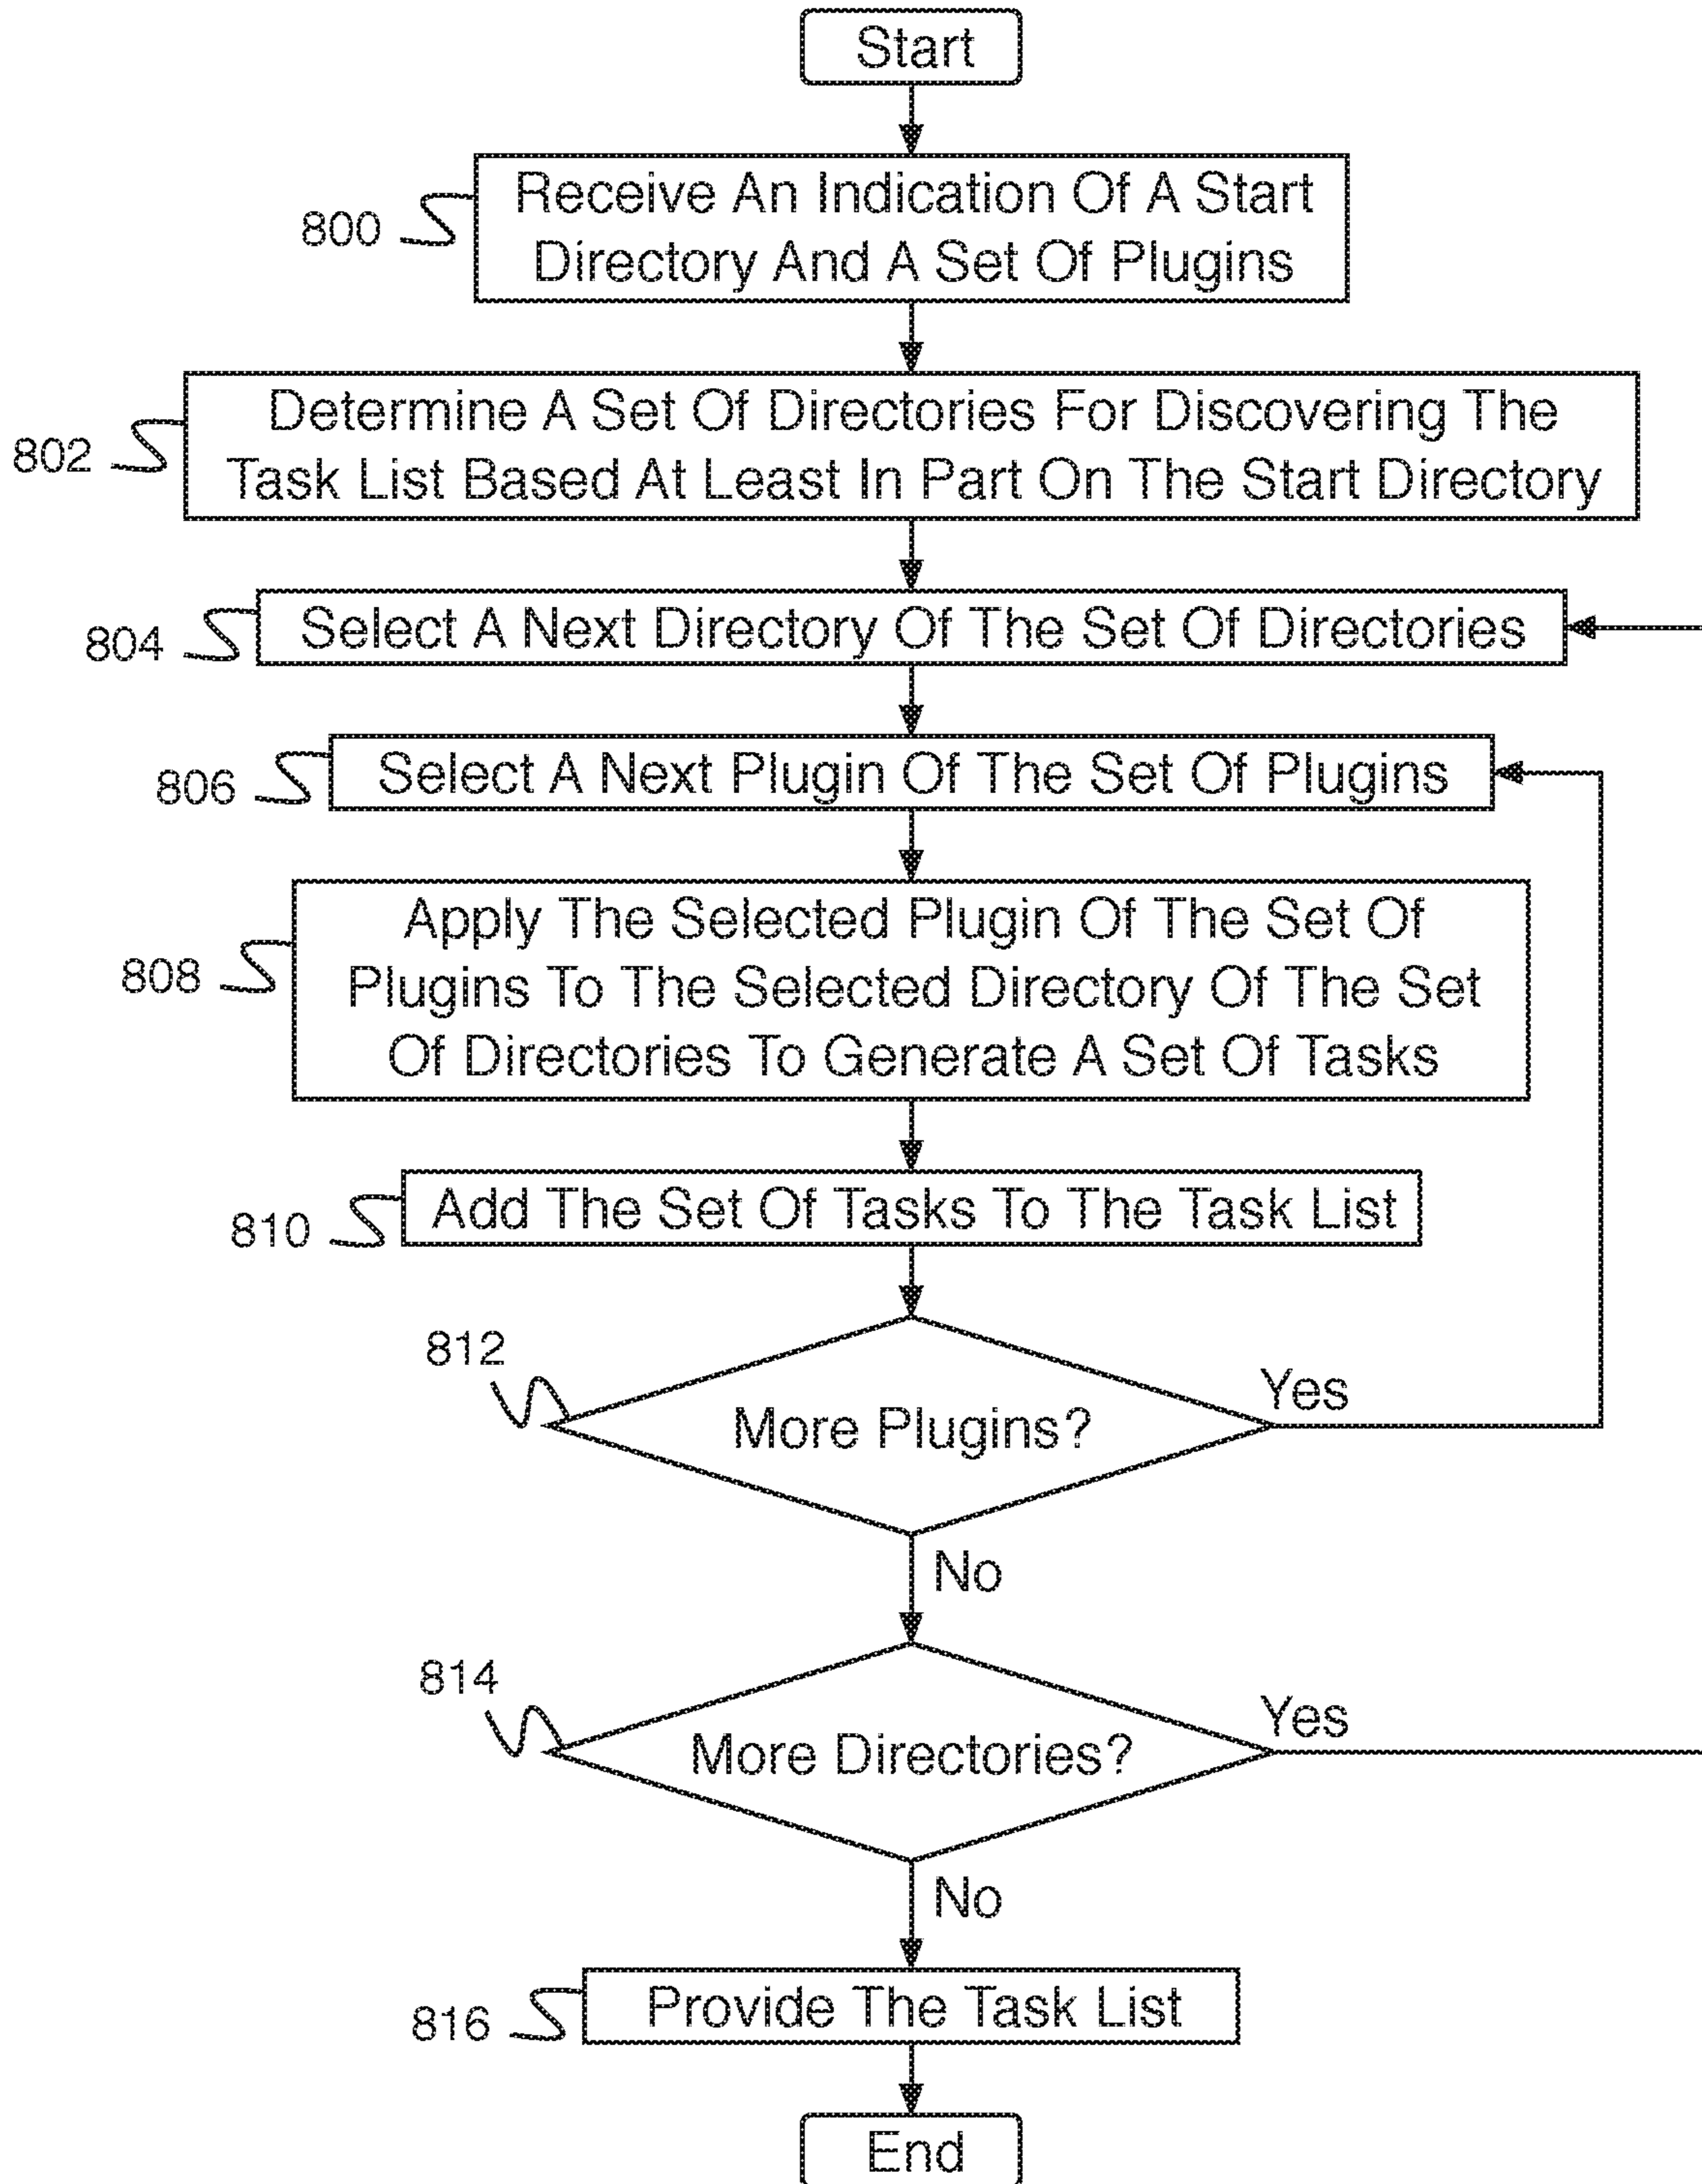 Start
800
Receive An Indication Of A Start
Directory And A Set Of Plugins
802
Determine A Set Of Directories For Discovering The
Task List Based At Least In Part On The Start Directory
804
Select A Next Directory Of The Set Of Directories
806
Select A Next Plugin Of The Set Of Plugins
808
Apply The Selected Plugin Of The Set Of
Plugins To The Selected Directory Of The Set
Of Directories To Generate A Set Of Tasks
810
Add The Set Of Tasks To The Task List
812
More Plugins?
Yes
No
814
More Directories?
Yes
No
816
Provide The Task List
End